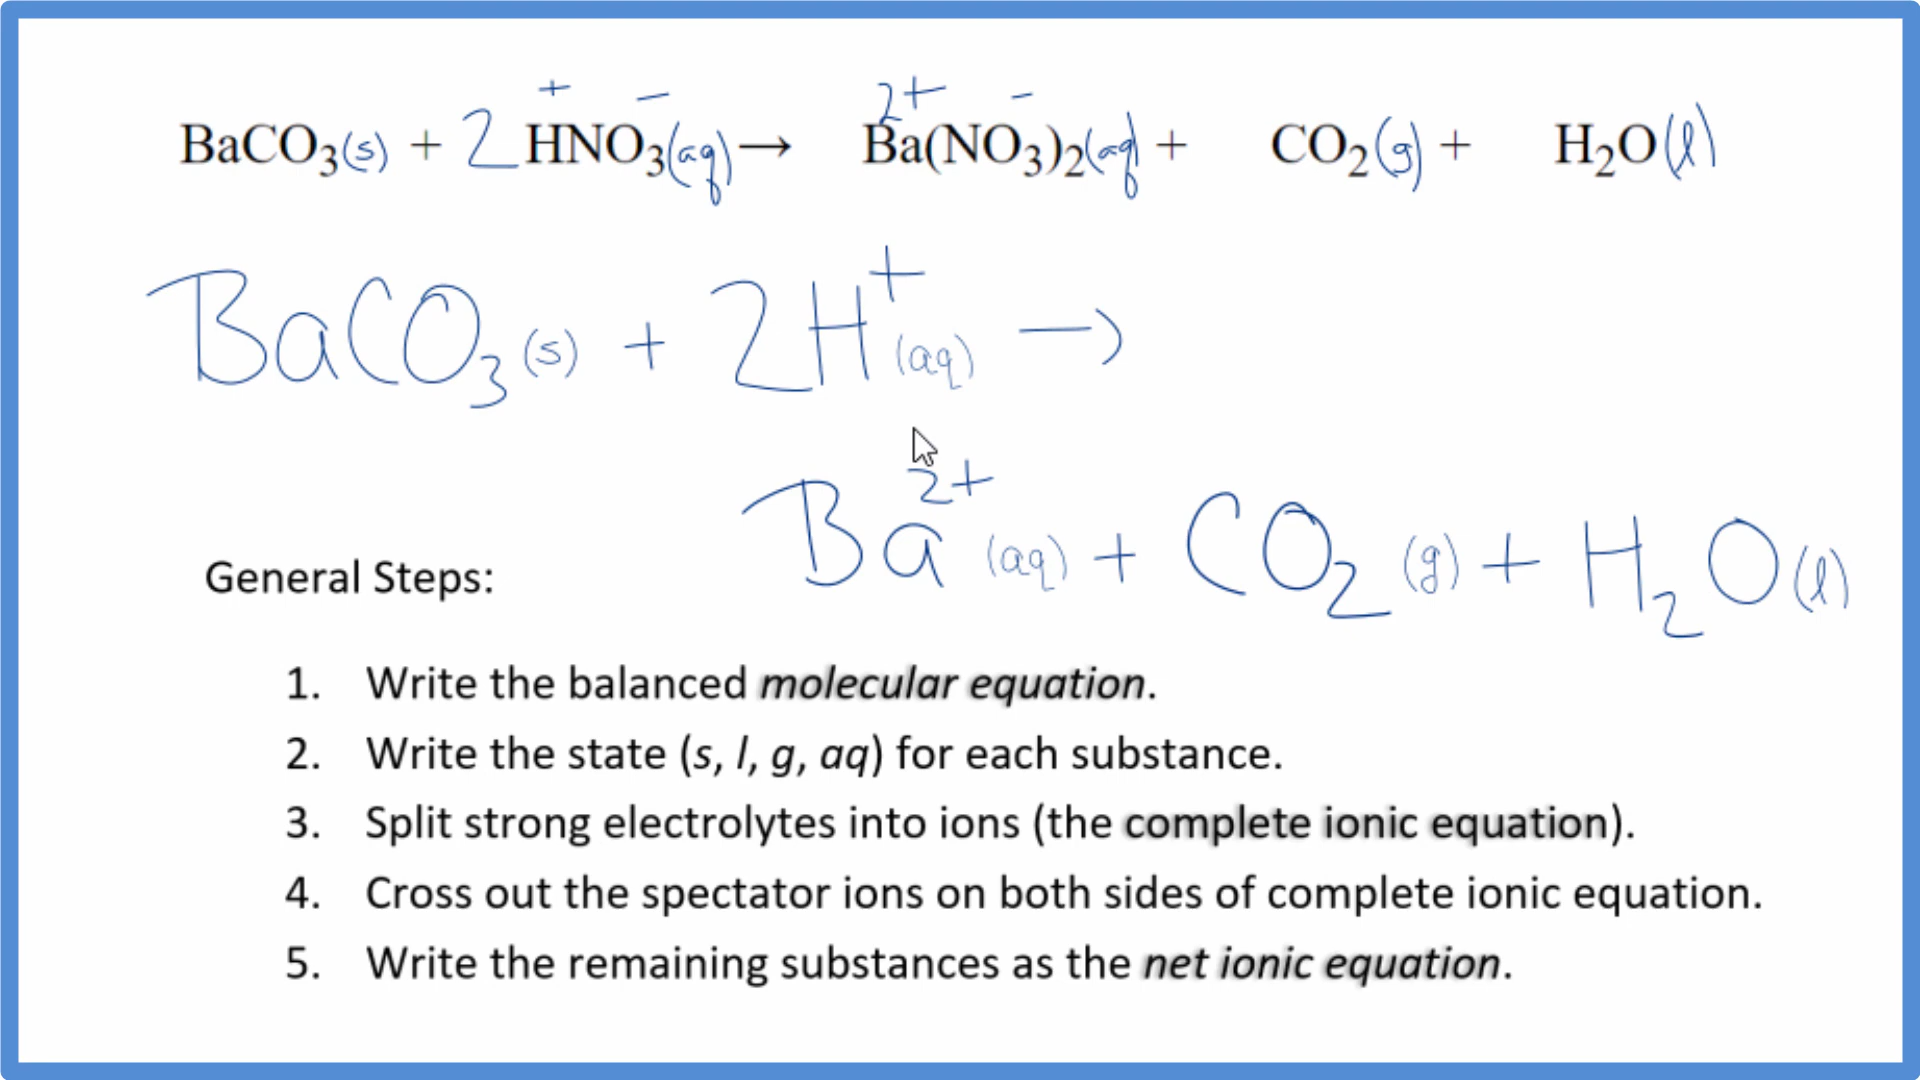 BaCO₃(s) + 2 H⁺NO₃⁻(aq) → Ba²⁺(NO₃⁻)₂(aq) + CO₂(g) + H₂O(l)
BaCO₃(s) + 2H⁺(aq) →
Ba²⁺(aq) + CO₂(g) + H₂O(l)
General Steps:
1. Write the balanced molecular equation.
2. Write the state (s, l, g, aq) for each substance.
3. Split strong electrolytes into ions (the complete ionic equation).
4. Cross out the spectator ions on both sides of complete ionic equation.
5. Write the remaining substances as the net ionic equation.